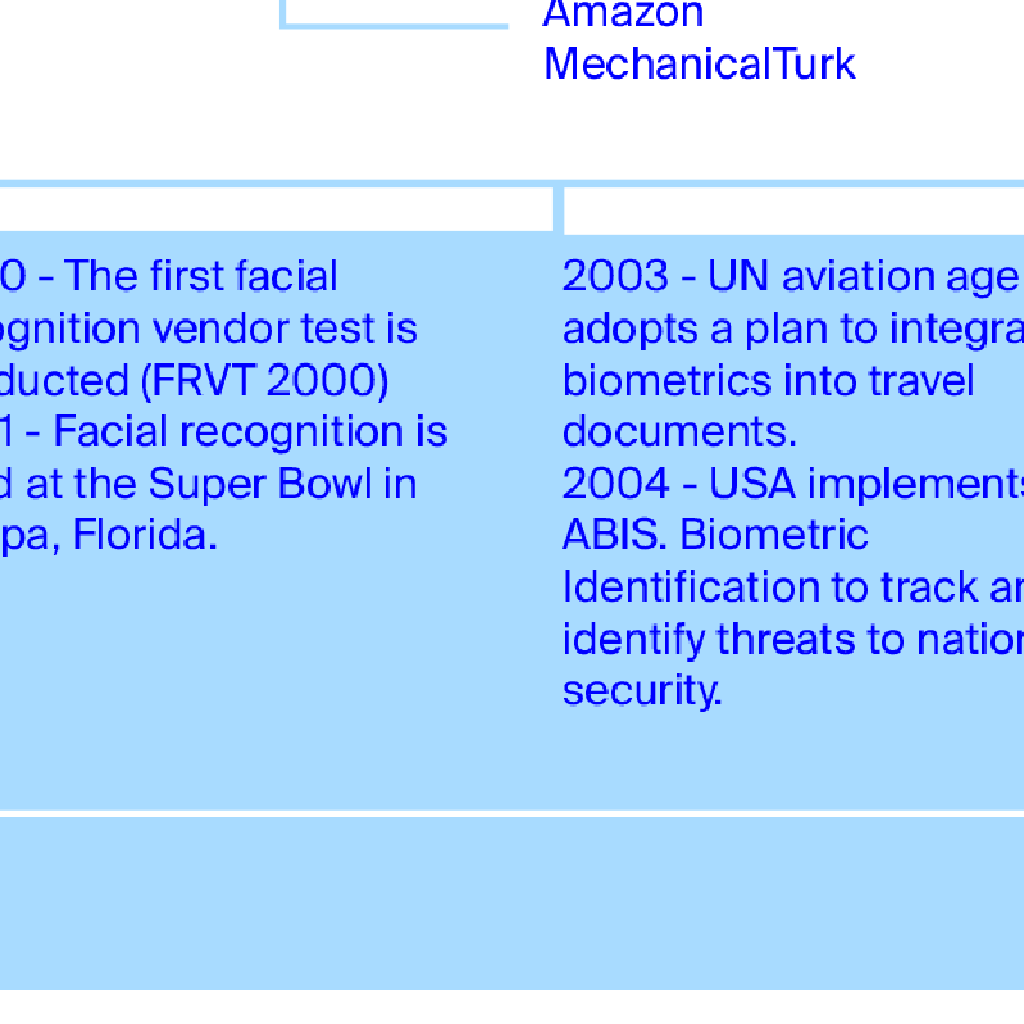 Amazon
MechanicalTurk
0 - The first facial
ognition vendor test is
ducted (FRVT 2000)
1 - Facial recognition is
d at the Super Bowl in
pa, Florida.
2003 - UN aviation age
adopts a plan to integra
biometrics into travel
documents.
2004 - USA implements
ABIS. Biometric
Identification to track an
identify threats to nation
security.